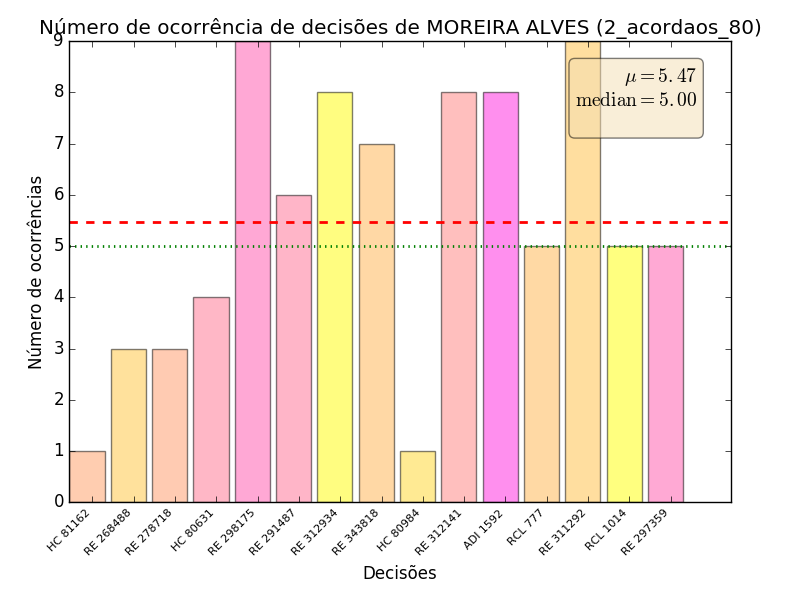 Número de ocorrência de decisões de MOREIRA ALVES (2_acordaos_80)
9
8
7
6
5
4
3
2
1
0
Número de ocorrências
μ = 5.47
median = 5.00
HC 81162
RE 268488
RE 278718
HC 80631
RE 298175
RE 291487
RE 312934
RE 343818
HC 80984
RE 312141
ADI 1592
RCL 777
RE 311292
RCL 1014
RE 297359
Decisões